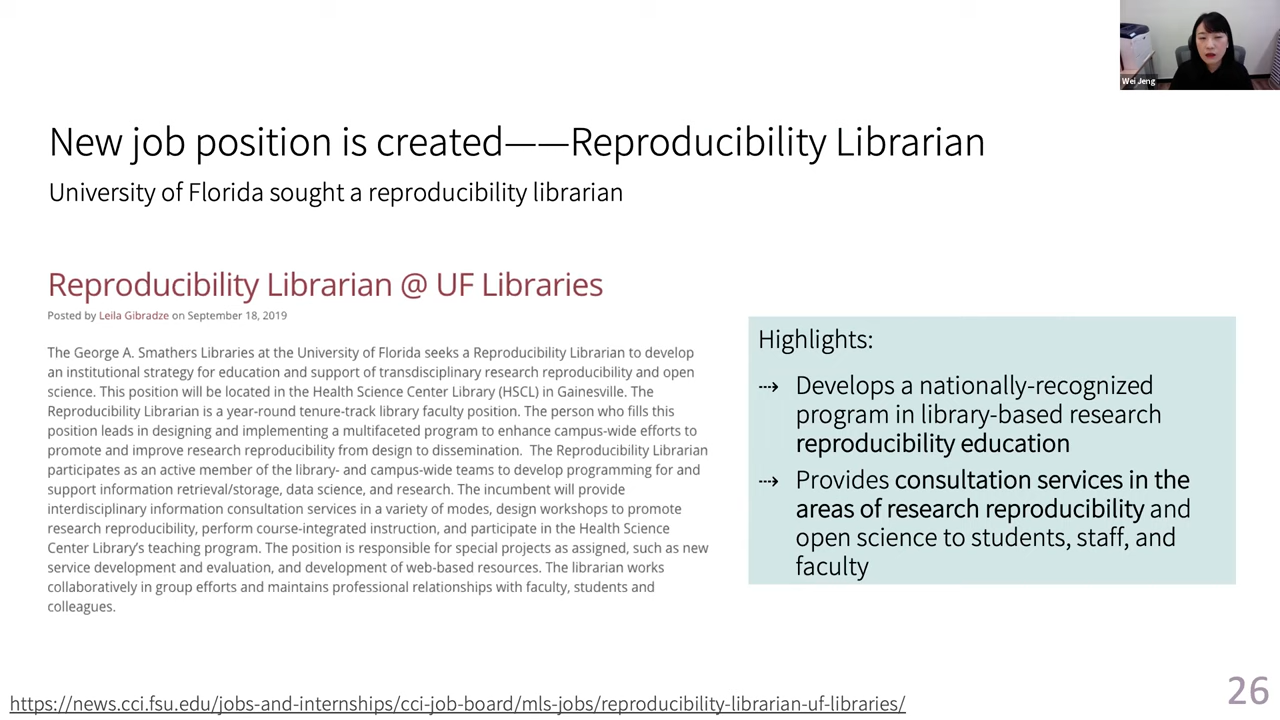 Wei Jeng
New job position is created——Reproducibility Librarian
University of Florida sought a reproducibility librarian
Reproducibility Librarian @ UF Libraries
Posted by Leila Gibradze on September 18, 2019
The George A. Smathers Libraries at the University of Florida seeks a Reproducibility Librarian to develop
an institutional strategy for education and support of transdisciplinary research reproducibility and open
science. This position will be located in the Health Science Center Library (HSCL) in Gainesville. The
Reproducibility Librarian is a year-round tenure-track library faculty position. The person who fills this
position leads in designing and implementing a multifaceted program to enhance campus-wide efforts to
promote and improve research reproducibility from design to dissemination.  The Reproducibility Librarian
participates as an active member of the library- and campus-wide teams to develop programming for and
support information retrieval/storage, data science, and research. The incumbent will provide
interdisciplinary information consultation services in a variety of modes, design workshops to promote
research reproducibility, perform course-integrated instruction, and participate in the Health Science
Center Library's teaching program. The position is responsible for special projects as assigned, such as new
service development and evaluation, and development of web-based resources. The librarian works
collaboratively in group efforts and maintains professional relationships with faculty, students and
colleagues.
Highlights:
⇢ Develops a nationally-recognized
program in library-based research
reproducibility education
⇢ Provides consultation services in the
areas of research reproducibility and
open science to students, staff, and
faculty
https://news.cci.fsu.edu/jobs-and-internships/cci-job-board/mls-jobs/reproducibility-librarian-uf-libraries/
26